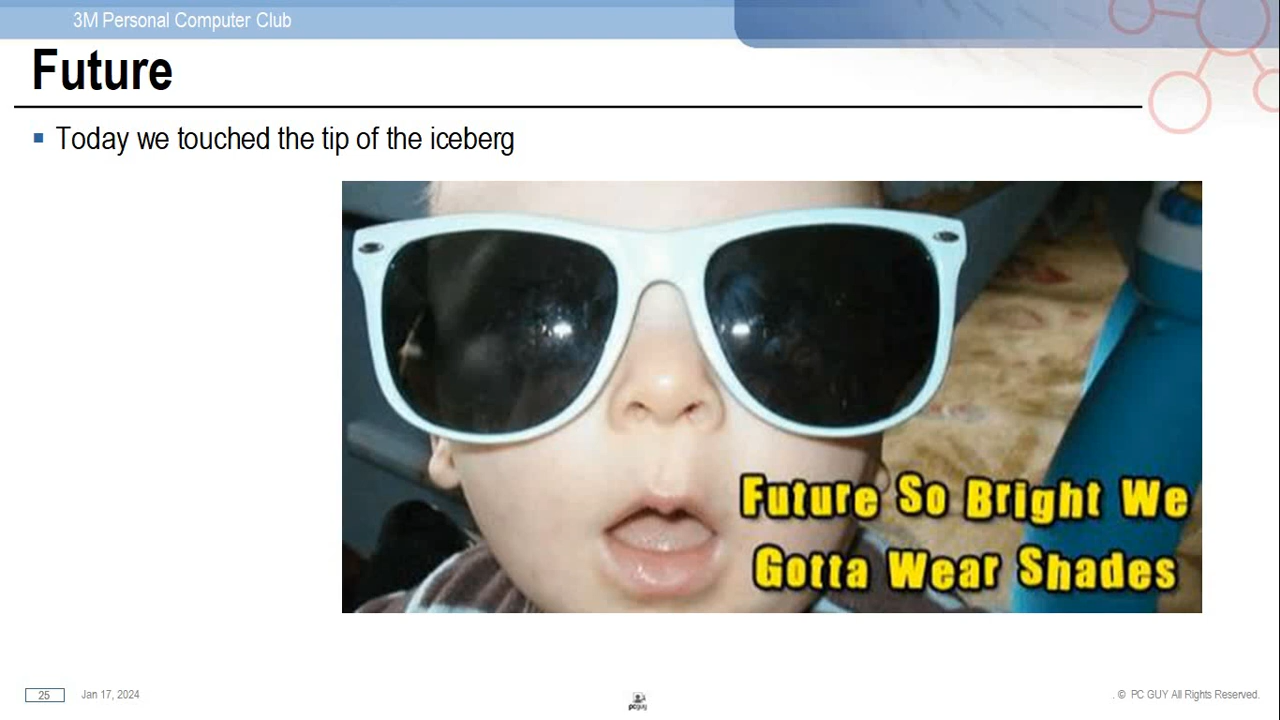 3M Personal Computer Club
Future
Today we touched the tip of the iceberg
Future So Bright We
Gotta Wear Shades
25
Jan 17, 2024
pcguy
. © PC GUY All Rights Reserved.